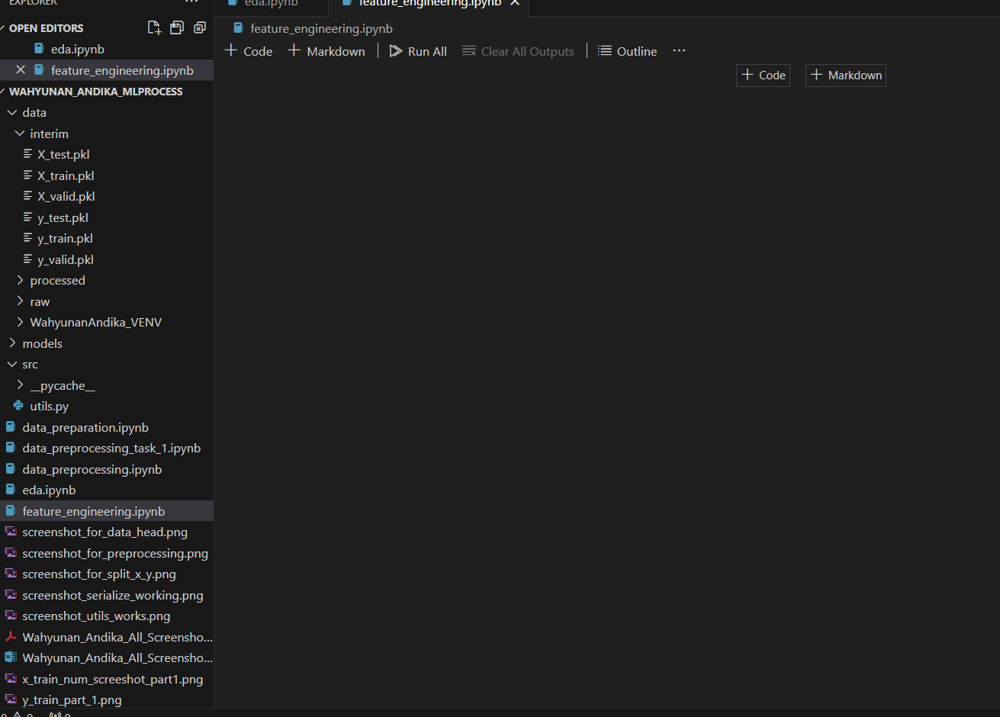 EXPLORER
OPEN EDITORS
eda.ipynb
feature_engineering.ipynb
WAHYUNAN_ANDIKA_MLPROCESS
data
interim
X_test.pkl
X_train.pkl
X_valid.pkl
y_test.pkl
y_train.pkl
y_valid.pkl
processed
raw
WahyunanAndika_VENV
models
src
__pycache__
utils.py
data_preparation.ipynb
data_preprocessing_task_1.ipynb
data_preprocessing.ipynb
eda.ipynb
feature_engineering.ipynb
screenshot_for_data_head.png
screenshot_for_preprocessing.png
screenshot_for_split_x_y.png
screenshot_serialize_working.png
screenshot_utils_works.png
Wahyunan_Andika_All_Screensho...
Wahyunan_Andika_All_Screensho...
x_train_num_screeshot_part1.png
y_train_part_1.png
eda.ipynb feature_engineering.ipynb
feature_engineering.ipynb
Code Markdown Run All Clear All Outputs Outline ...
Code Markdown